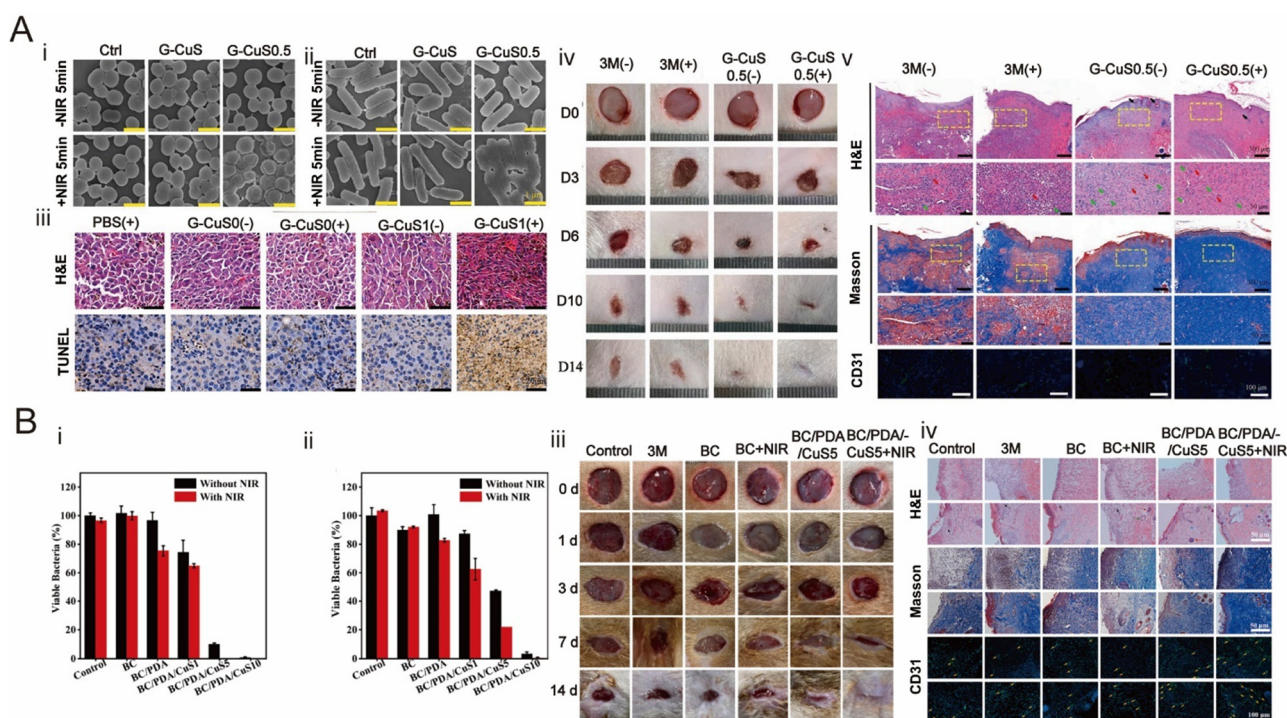 A
i
Ctrl G-CuS G-CuS0.5
-NIR 5min
+NIR 5min
ii
Ctrl G-CuS G-CuS0.5
-NIR 5min
+NIR 5min
iii
PBS(+) G-CuS0(-) G-CuS0(+) G-CuS1(-) G-CuS1(+)
H&E
TUNEL
iv
3M(-) 3M(+) G-CuS 0.5(-) G-CuS 0.5(+)
D0
D3
D6
D10
D14
V
3M(-) 3M(+) G-CuS0.5(-) G-CuS0.5(+)
H&E
Masson
CD31
100 μm
B
i
Viable Bacteria (%)
Without NIR
With NIR
120
100
80
60
40
20
0
Control BC BC/PDA BC/PDA/CuS1 BC/PDA/CuS5 BC/PDA/CuS10
ii
Viable Bacteria (%)
Without NIR
With NIR
140
120
100
80
60
40
20
0
Control BC BC/PDA BC/PDA/CuS1 BC/PDA/CuS5 BC/PDA/CuS10
iii
Control 3M BC BC+NIR BC/PDA /CuS5 BC/PDA/- CuS5+NIR
0 d
1 d
3 d
7 d
14 d
iv
Control 3M BC BC+NIR BC/PDA /CuS5 BC/PDA/- CuS5+NIR
H&E
50 μm
Masson
50 μm
CD31
100 μm